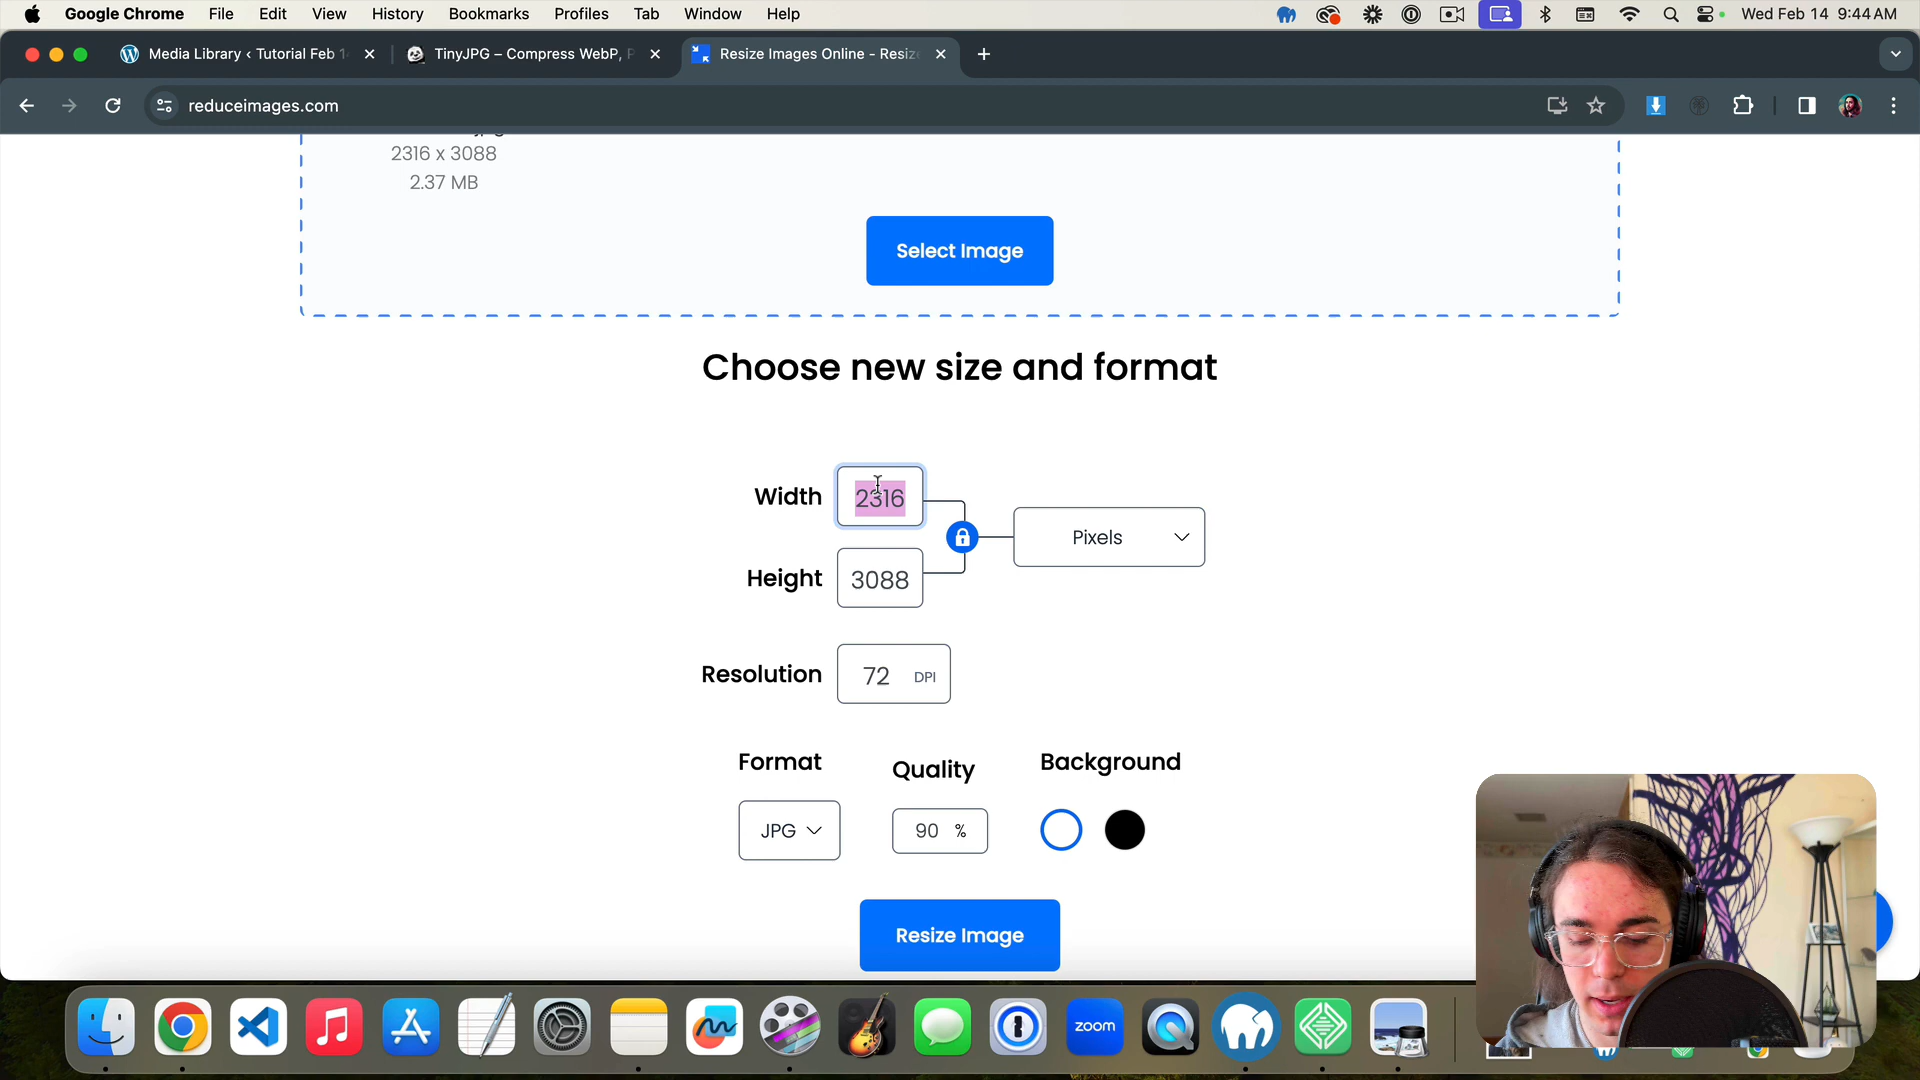 Google Chrome File Edit View History Bookmarks Profiles Tab Window Help Wed Feb 14 9:44 AM
Media Library ‹ Tutorial Feb 1 TinyJPG – Compress WebP, P Resize Images Online - Resize
reduceimages.com
2316 x 3088
2.37 MB
Select Image
Choose new size and format
Width 2316
Pixels
Height 3088
Resolution 72 DPI
Format Quality Background
JPG 90 %
Resize Image
zoom